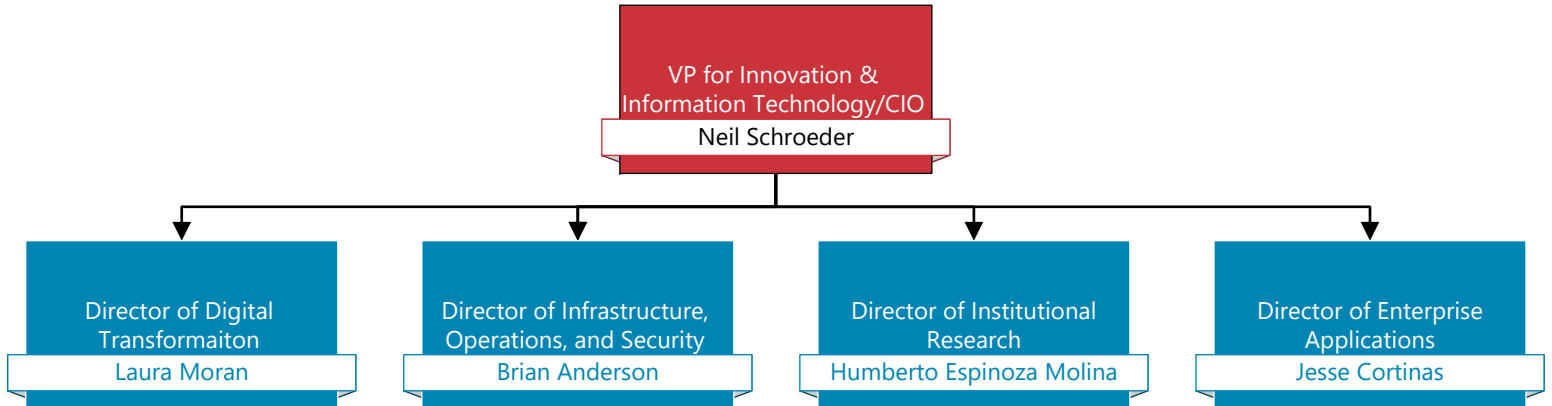 VP for Innovation &
Information Technology/CIO
Neil Schroeder
Director of Digital
Transformaiton
Laura Moran
Director of Infrastructure,
Operations, and Security
Brian Anderson
Director of Institutional
Research
Humberto Espinoza Molina
Director of Enterprise
Applications
Jesse Cortinas